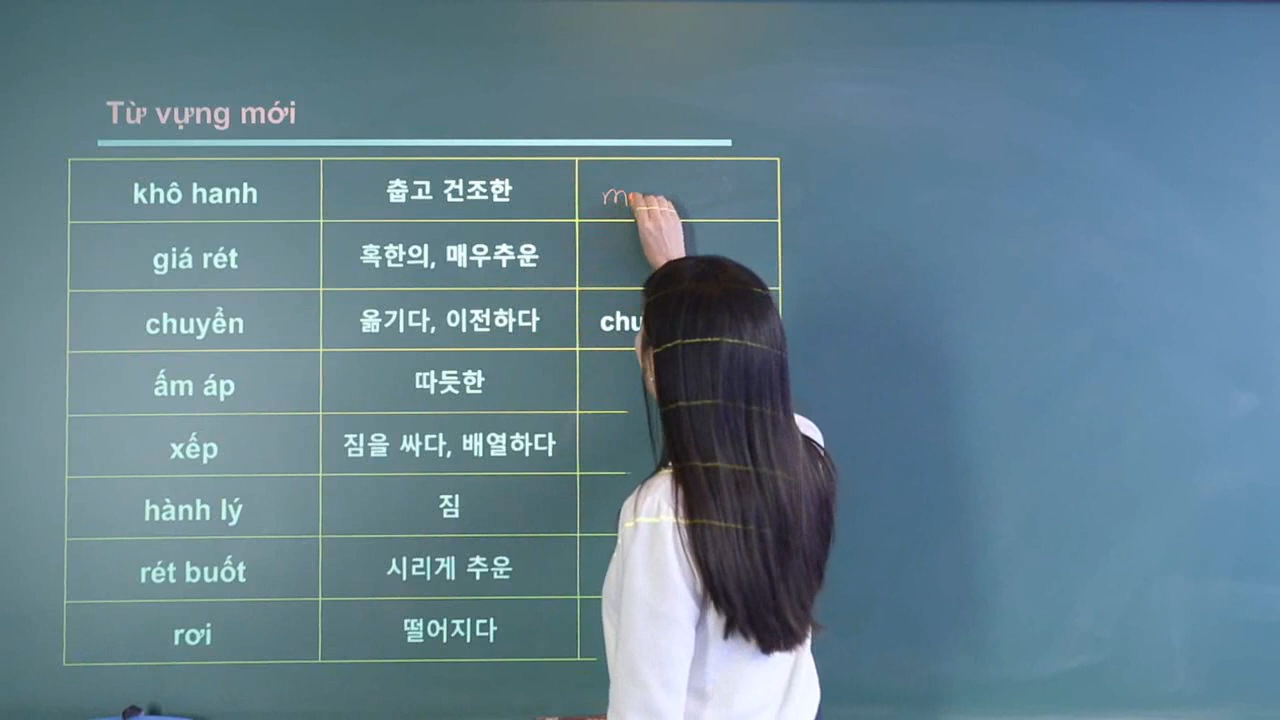 Từ vựng mới
khô hanh 춥고 건조한 m
giá rét 혹한의, 매우추운
chuyển 옮기다, 이전하다
ấm áp 따듯한
xếp 짐을 싸다, 배열하다
hành lý 짐
rét buốt 시리게 추운
rơi 떨어지다